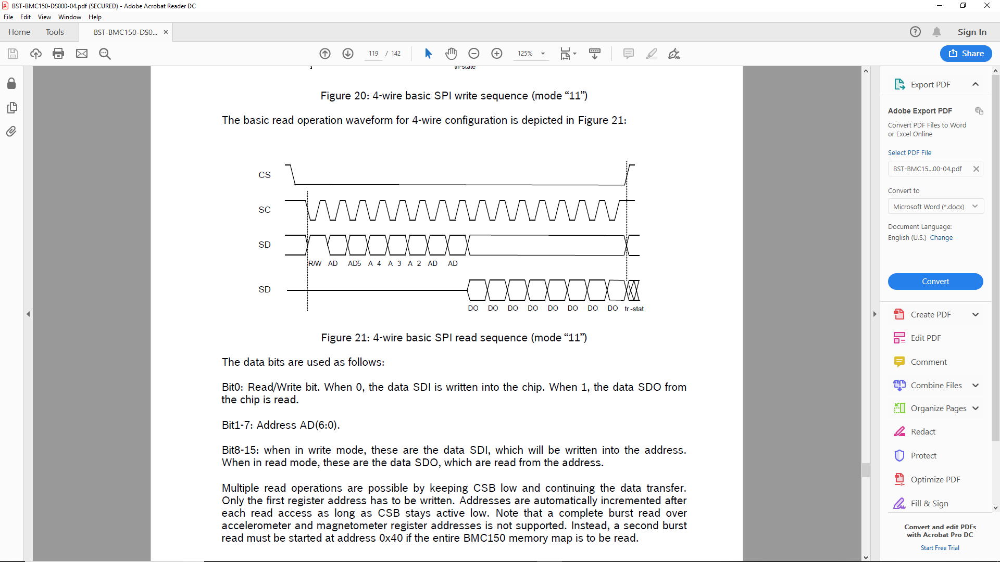 BST-BMC150-DS000-04.pdf (SECURED) - Adobe Acrobat Reader DC
File Edit View Window Help
Home Tools BST-BMC150-DS0... × Sign In
119 / 142 125% Share
tri-state
Figure 20: 4-wire basic SPI write sequence (mode “11”)
The basic read operation waveform for 4-wire configuration is depicted in Figure 21:
CS
SC
SD
R/W AD AD5 A 4 A 3 A 2 AD AD
SD
DO DO DO DO DO DO DO DO tr-stat
Figure 21: 4-wire basic SPI read sequence (mode “11”)
The data bits are used as follows:
Bit0: Read/Write bit. When 0, the data SDI is written into the chip. When 1, the data SDO from
the chip is read.
Bit1-7: Address AD(6:0).
Bit8-15: when in write mode, these are the data SDI, which will be written into the address.
When in read mode, these are the data SDO, which are read from the address.
Multiple read operations are possible by keeping CSB low and continuing the data transfer.
Only the first register address has to be written. Addresses are automatically incremented after
each read access as long as CSB stays active low. Note that a complete burst read over
accelerometer and magnetometer register addresses is not supported. Instead, a second burst
read must be started at address 0x40 if the entire BMC150 memory map is to be read.
Export PDF
Adobe Export PDF
Convert PDF Files to Word
or Excel Online
Select PDF File
BST-BMC15...00-04.pdf
Convert to
Microsoft Word (*.docx)
Document Language:
English (U.S.) Change
Convert
Create PDF
Edit PDF
Comment
Combine Files
Organize Pages
Redact
Protect
Optimize PDF
Fill & Sign
Convert and edit PDFs
with Acrobat Pro DC
Start Free Trial